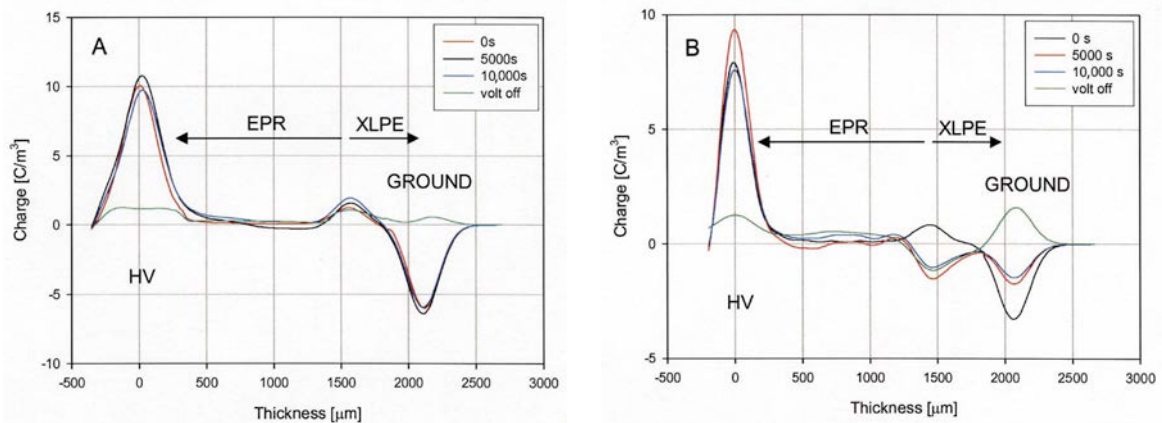 A
0s
5000s
10,000s
volt off
EPR
XLPE
GROUND
HV
Charge [C/m³]
15
10
5
0
-5
-10
-500
0
500
1000
1500
2000
2500
3000
Thickness [μm]
B
0 s
5000 s
10,000 s
volt off
EPR
XLPE
GROUND
HV
Charge [C/m³]
10
5
0
-5
-500
0
500
1000
1500
2000
2500
3000
Thickness [μm]